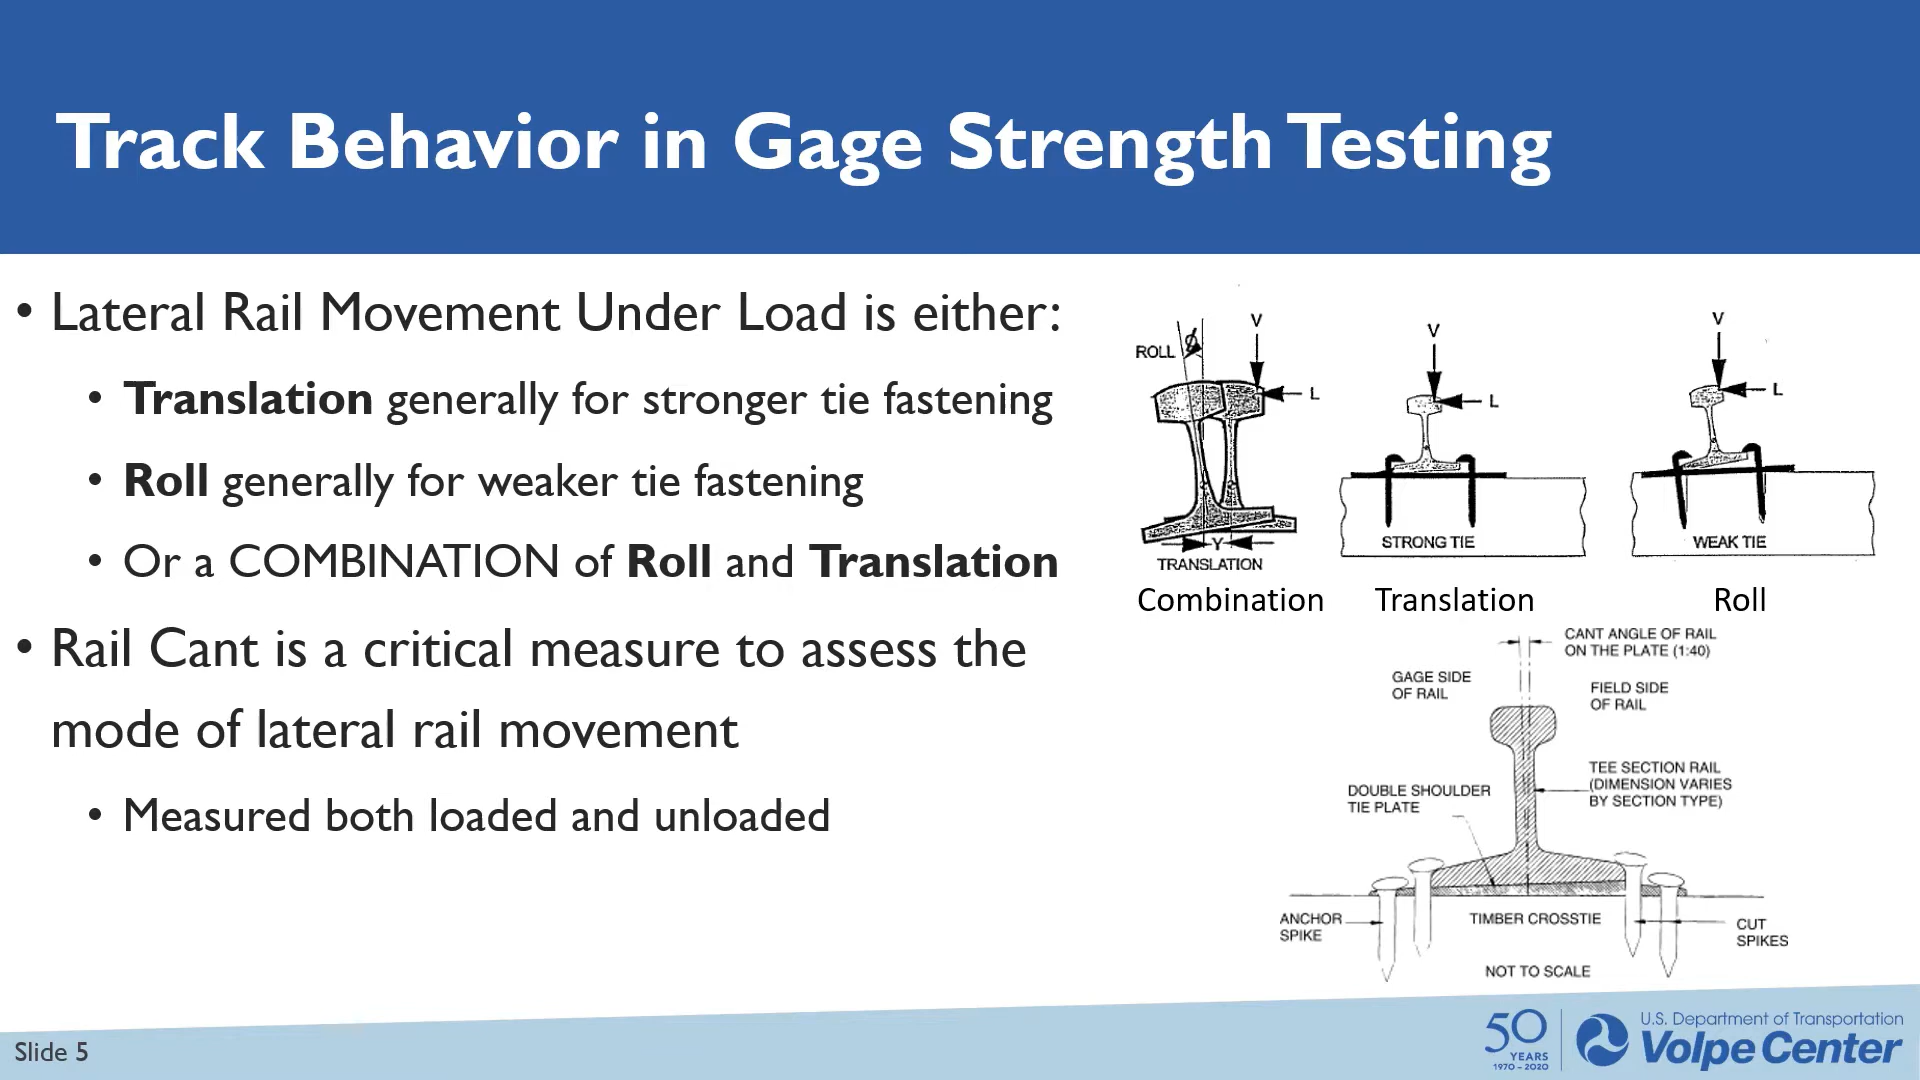 Track Behavior in Gage Strength Testing
• Lateral Rail Movement Under Load is either:
• Translation generally for stronger tie fastening
• Roll generally for weaker tie fastening
• Or a COMBINATION of Roll and Translation
• Rail Cant is a critical measure to assess the
mode of lateral rail movement
• Measured both loaded and unloaded
ROLL
ϕ
V
L
Y
TRANSLATION
Combination
V
L
STRONG TIE
Translation
V
L
WEAK TIE
Roll
CANT ANGLE OF RAIL
ON THE PLATE (1:40)
GAGE SIDE
OF RAIL
FIELD SIDE
OF RAIL
TEE SECTION RAIL
(DIMENSION VARIES
BY SECTION TYPE)
DOUBLE SHOULDER
TIE PLATE
ANCHOR
SPIKE
TIMBER CROSSTIE
CUT
SPIKES
NOT TO SCALE
Slide 5
50
YEARS
1970 – 2020
U.S. Department of Transportation
Volpe Center